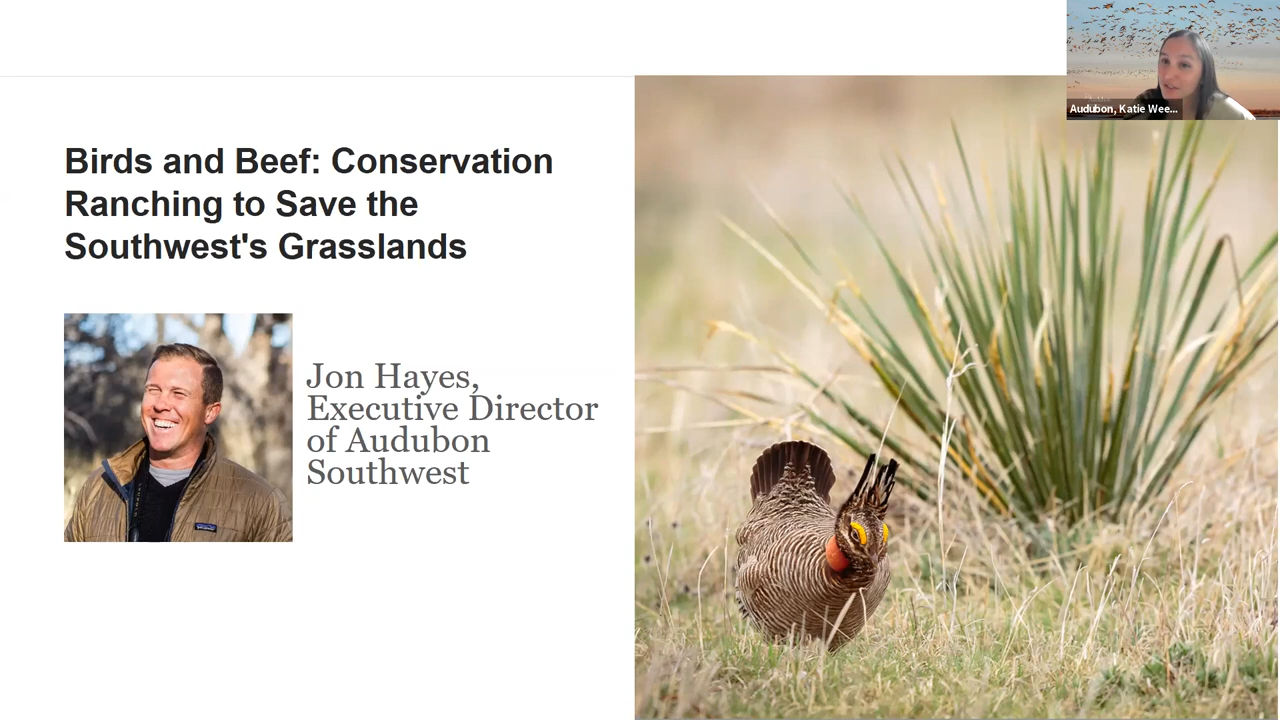 Audubon, Katie Wee...
Birds and Beef: Conservation
Ranching to Save the
Southwest's Grasslands
Jon Hayes,
Executive Director
of Audubon
Southwest